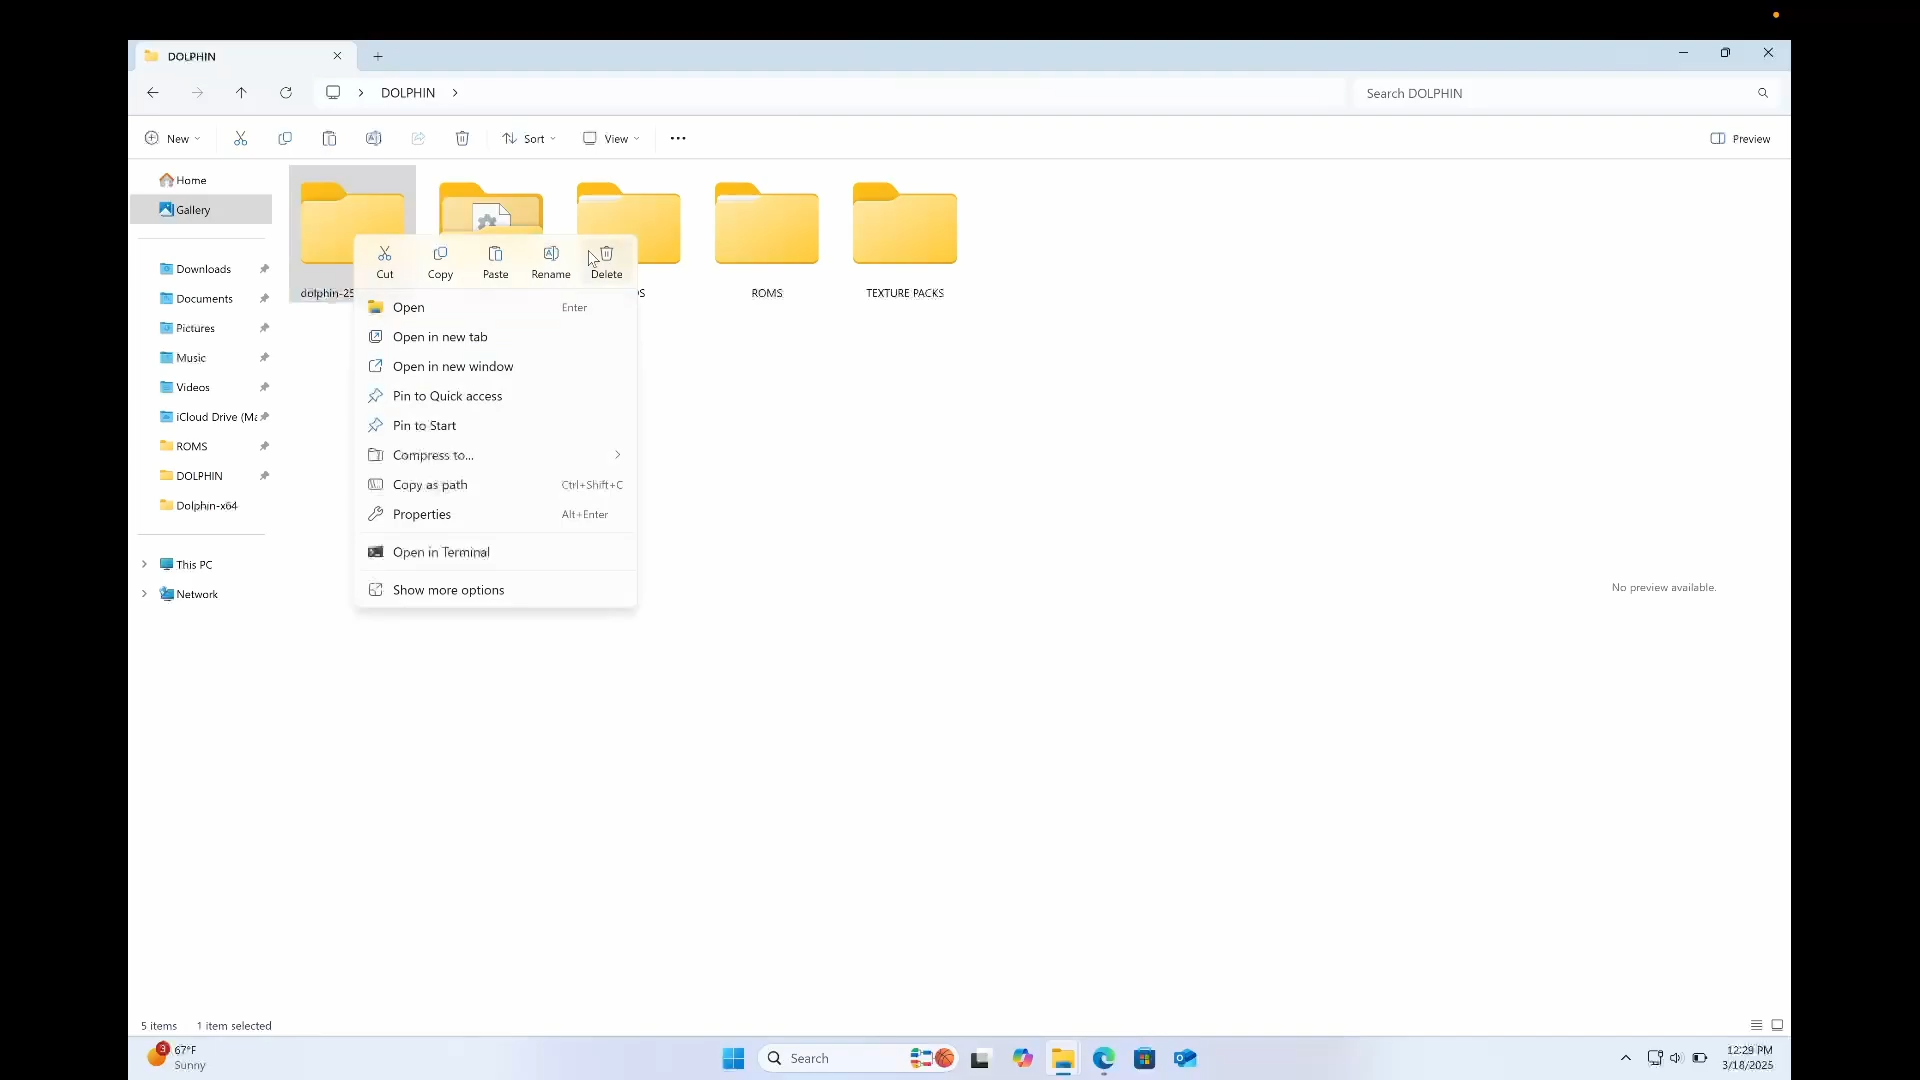 DOLPHIN
DOLPHIN
Search DOLPHIN
New
Sort
View
Preview
Home
Gallery
Downloads
Documents
Pictures
Music
Videos
iCloud Drive (Ma
ROMS
DOLPHIN
Dolphin-x64
This PC
Network
dolphin-25
ROMS
TEXTURE PACKS
Cut
Copy
Paste
Rename
Delete
Open Enter
Open in new tab
Open in new window
Pin to Quick access
Pin to Start
Compress to...
Copy as path Ctrl+Shift+C
Properties Alt+Enter
Open in Terminal
Show more options
No preview available.
5 items 1 item selected
3
67°F
Sunny
Search
12:29 PM
3/18/2025